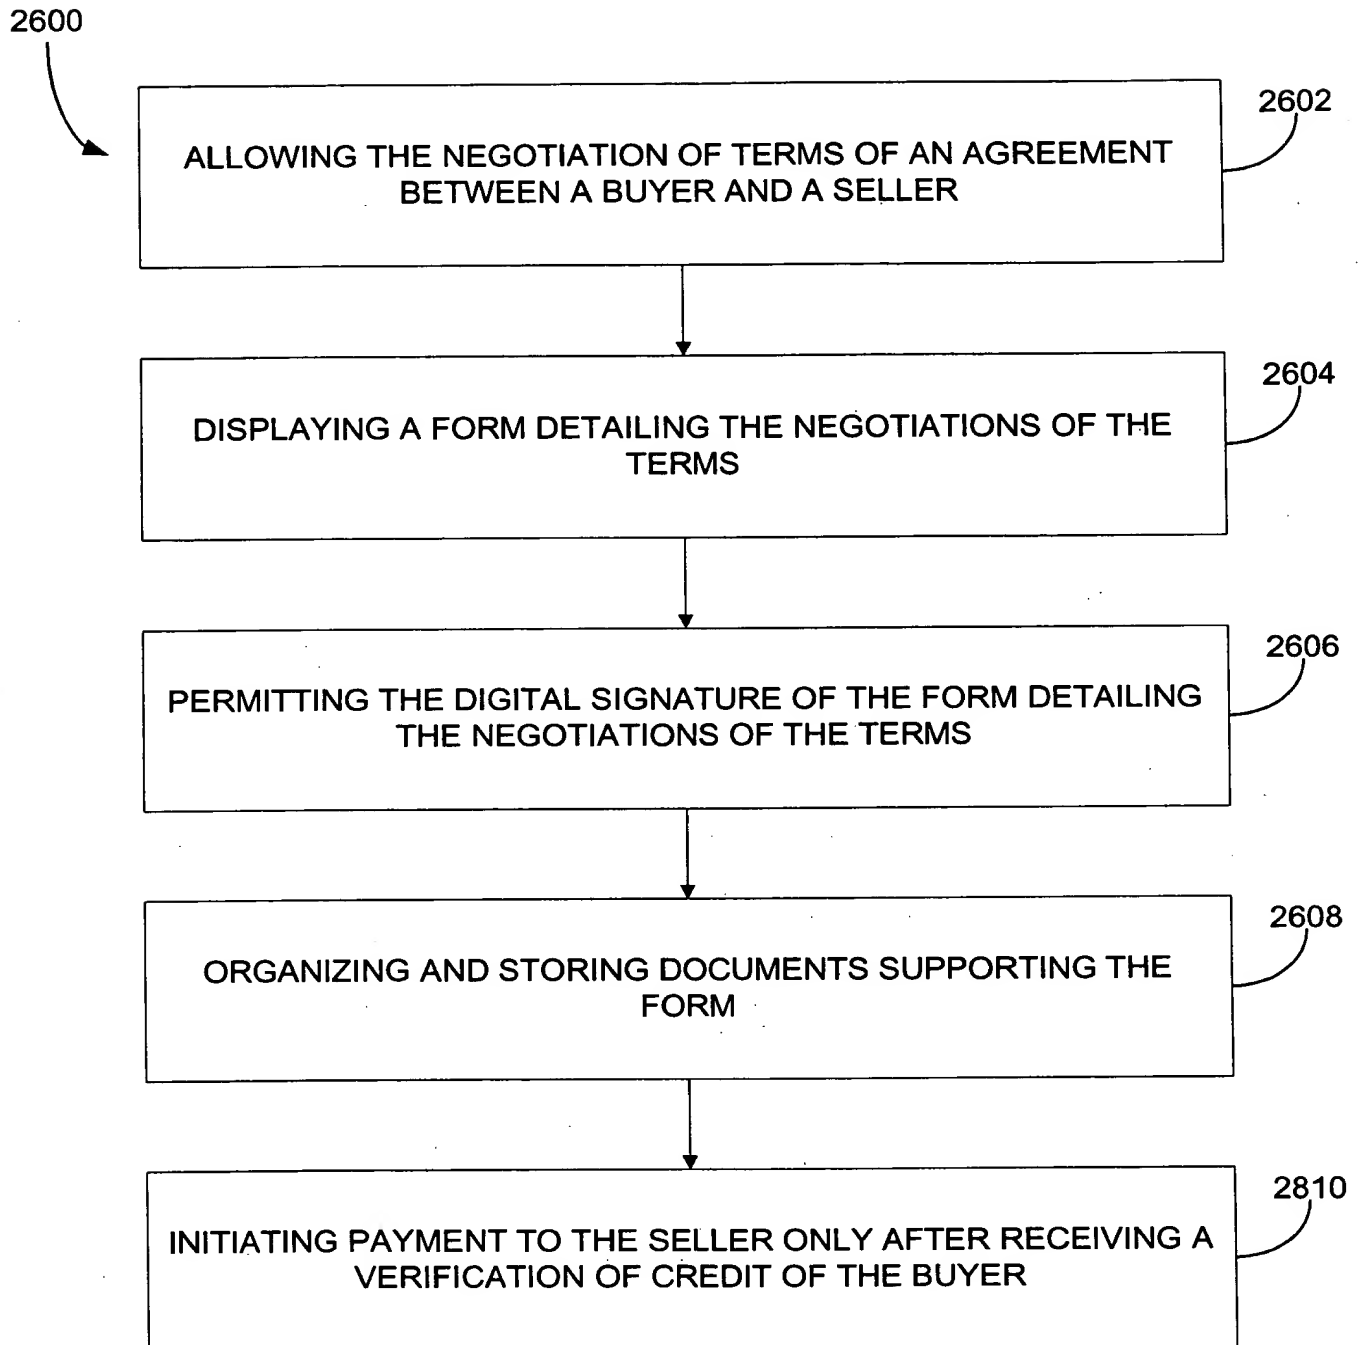 2600
2602
ALLOWING THE NEGOTIATION OF TERMS OF AN AGREEMENT
BETWEEN A BUYER AND A SELLER
2604
DISPLAYING A FORM DETAILING THE NEGOTIATIONS OF THE
TERMS
2606
PERMITTING THE DIGITAL SIGNATURE OF THE FORM DETAILING
THE NEGOTIATIONS OF THE TERMS
2608
ORGANIZING AND STORING DOCUMENTS SUPPORTING THE
FORM
2810
INITIATING PAYMENT TO THE SELLER ONLY AFTER RECEIVING A
VERIFICATION OF CREDIT OF THE BUYER